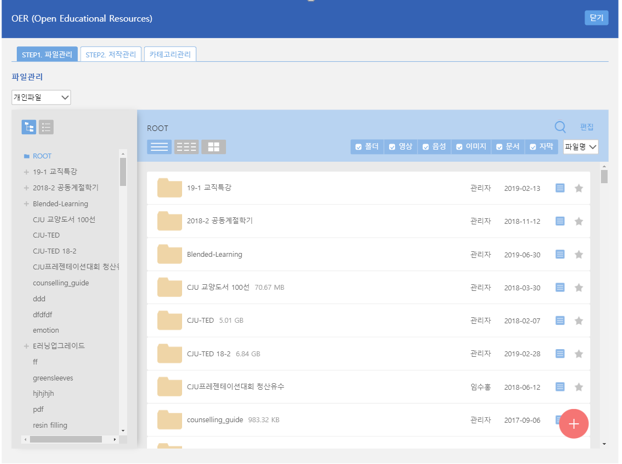 OER (Open Educational Resources)
닫기
STEP1. 파일관리
STEP2. 저작관리
카테고리관리
파일관리
개인파일
ROOT
19-1 교직특강
2018-2 공동계절학기
Blended-Learning
CJU 교양도서 100선
CJU-TED
CJU-TED 18-2
CJU프레젠테이션대회 정산유
counselling_guide
ddd
dfdfdf
emotion
E러닝업그레이드
ff
greensleeves
hjhjhjh
pdf
resin filling
ROOT
편집
폴더 영상 음성 이미지 문서 자막 파일명
19-1 교직특강 관리자 2019-02-13
2018-2 공동계절학기 관리자 2018-11-12
Blended-Learning 관리자 2019-06-30
CJU 교양도서 100선 70.67 MB 관리자 2018-03-30
CJU-TED 5.01 GB 관리자 2018-02-07
CJU-TED 18-2 6.84 GB 관리자 2019-02-28
CJU프레젠테이션대회 정산유수 임수홍 2018-06-12
counselling_guide 983.32 KB 관리자 2017-09-06